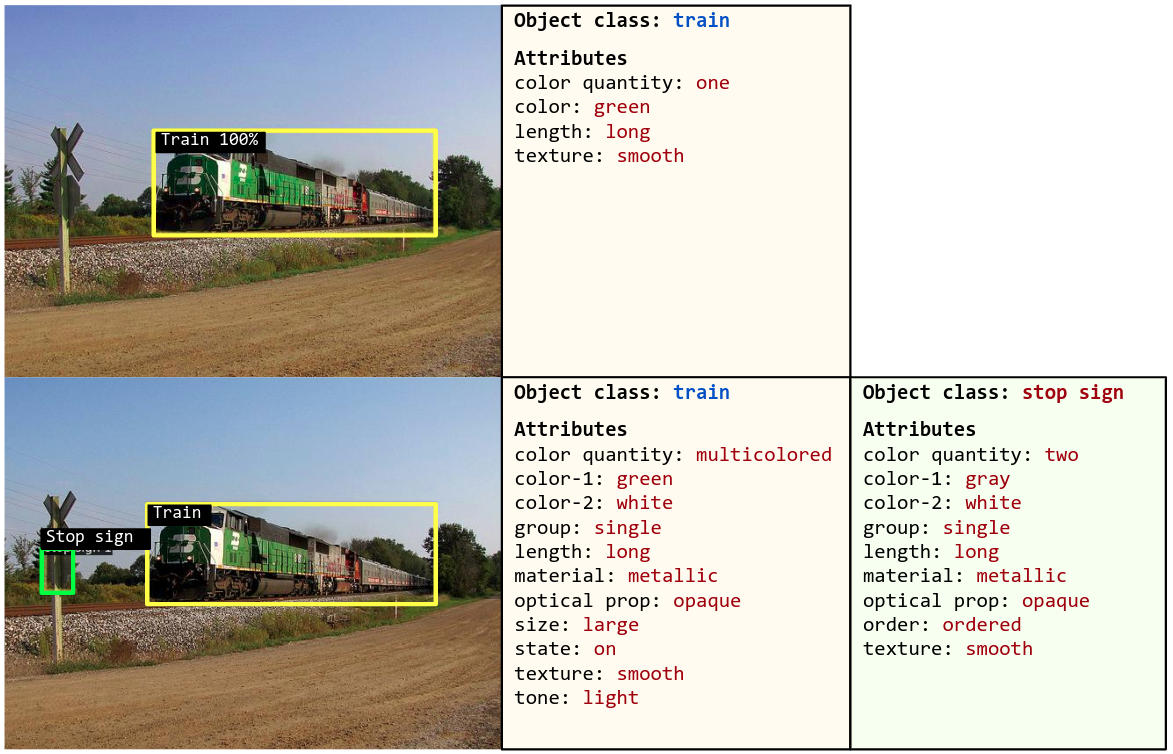 Train 100%
Object class: train
Attributes
color quantity: one
color: green
length: long
texture: smooth
Train
Stop sign
Object class: train
Attributes
color quantity: multicolored
color-1: green
color-2: white
group: single
length: long
material: metallic
optical prop: opaque
size: large
state: on
texture: smooth
tone: light
Object class: stop sign
Attributes
color quantity: two
color-1: gray
color-2: white
group: single
length: long
material: metallic
optical prop: opaque
order: ordered
texture: smooth